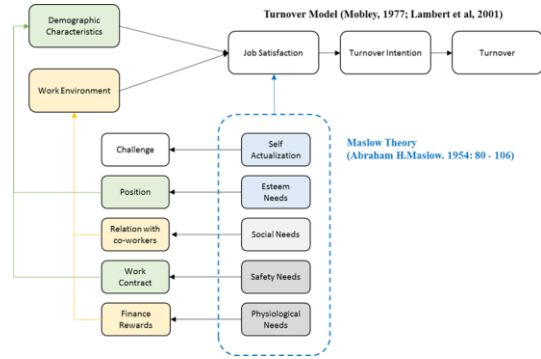 Turnover Model (Mobley, 1977; Lambert et al, 2001)
Demographic
Characteristics
Job Satisfaction
Turnover Intention
Turnover
Work Environment
Maslow Theory
(Abraham H.Maslow. 1954: 80 - 106)
Challenge
Self
Actualization
Position
Esteem
Needs
Relation with
co-workers
Social Needs
Work
Contract
Safety Needs
Finance
Rewards
Physiological
Needs